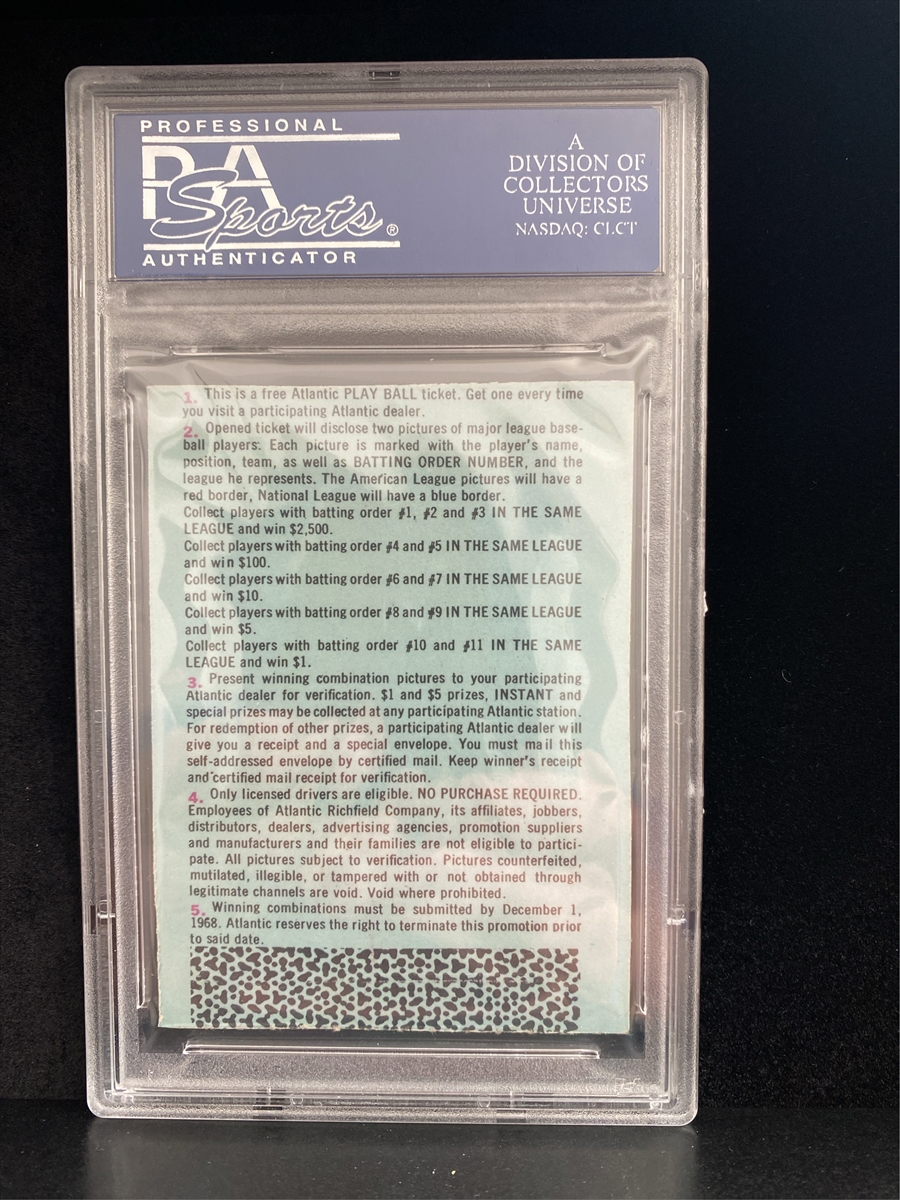 PROFESSIONAL
PSA
Sports®
AUTHENTICATOR
A
DIVISION OF
COLLECTORS
UNIVERSE
NASDAQ: CLCT
1. This is a free Atlantic PLAY BALL ticket. Get one every time
you visit a participating Atlantic dealer.
2. Opened ticket will disclose two pictures of major league base-
ball players. Each picture is marked with the player's name,
position, team, as well as BATTING ORDER NUMBER, and the
league he represents. The American League pictures will have a
red border, National League will have a blue border.
Collect players with batting order #1, #2 and #3 IN THE SAME
LEAGUE and win $2,500.
Collect players with batting order #4 and #5 IN THE SAME LEAGUE
and win $100.
Collect players with batting order #6 and #7 IN THE SAME LEAGUE
and win $10.
Collect players with batting order #8 and #9 IN THE SAME LEAGUE
and win $5.
Collect players with batting order #10 and #11 IN THE SAME
LEAGUE and win $1.
3. Present winning combination pictures to your participating
Atlantic dealer for verification. $1 and $5 prizes, INSTANT and
special prizes may be collected at any participating Atlantic station.
For redemption of other prizes, a participating Atlantic dealer will
give you a receipt and a special envelope. You must mail this
self-addressed envelope by certified mail. Keep winner's receipt
and certified mail receipt for verification.
4. Only licensed drivers are eligible. NO PURCHASE REQUIRED.
Employees of Atlantic Richfield Company, its affiliates, jobbers,
distributors, dealers, advertising agencies, promotion suppliers
and manufacturers and their families are not eligible to partici-
pate. All pictures subject to verification. Pictures counterfeited,
mutilated, illegible, or tampered with or not obtained through
legitimate channels are void. Void where prohibited.
5. Winning combinations must be submitted by December 1,
1968. Atlantic reserves the right to terminate this promotion prior
to said date.